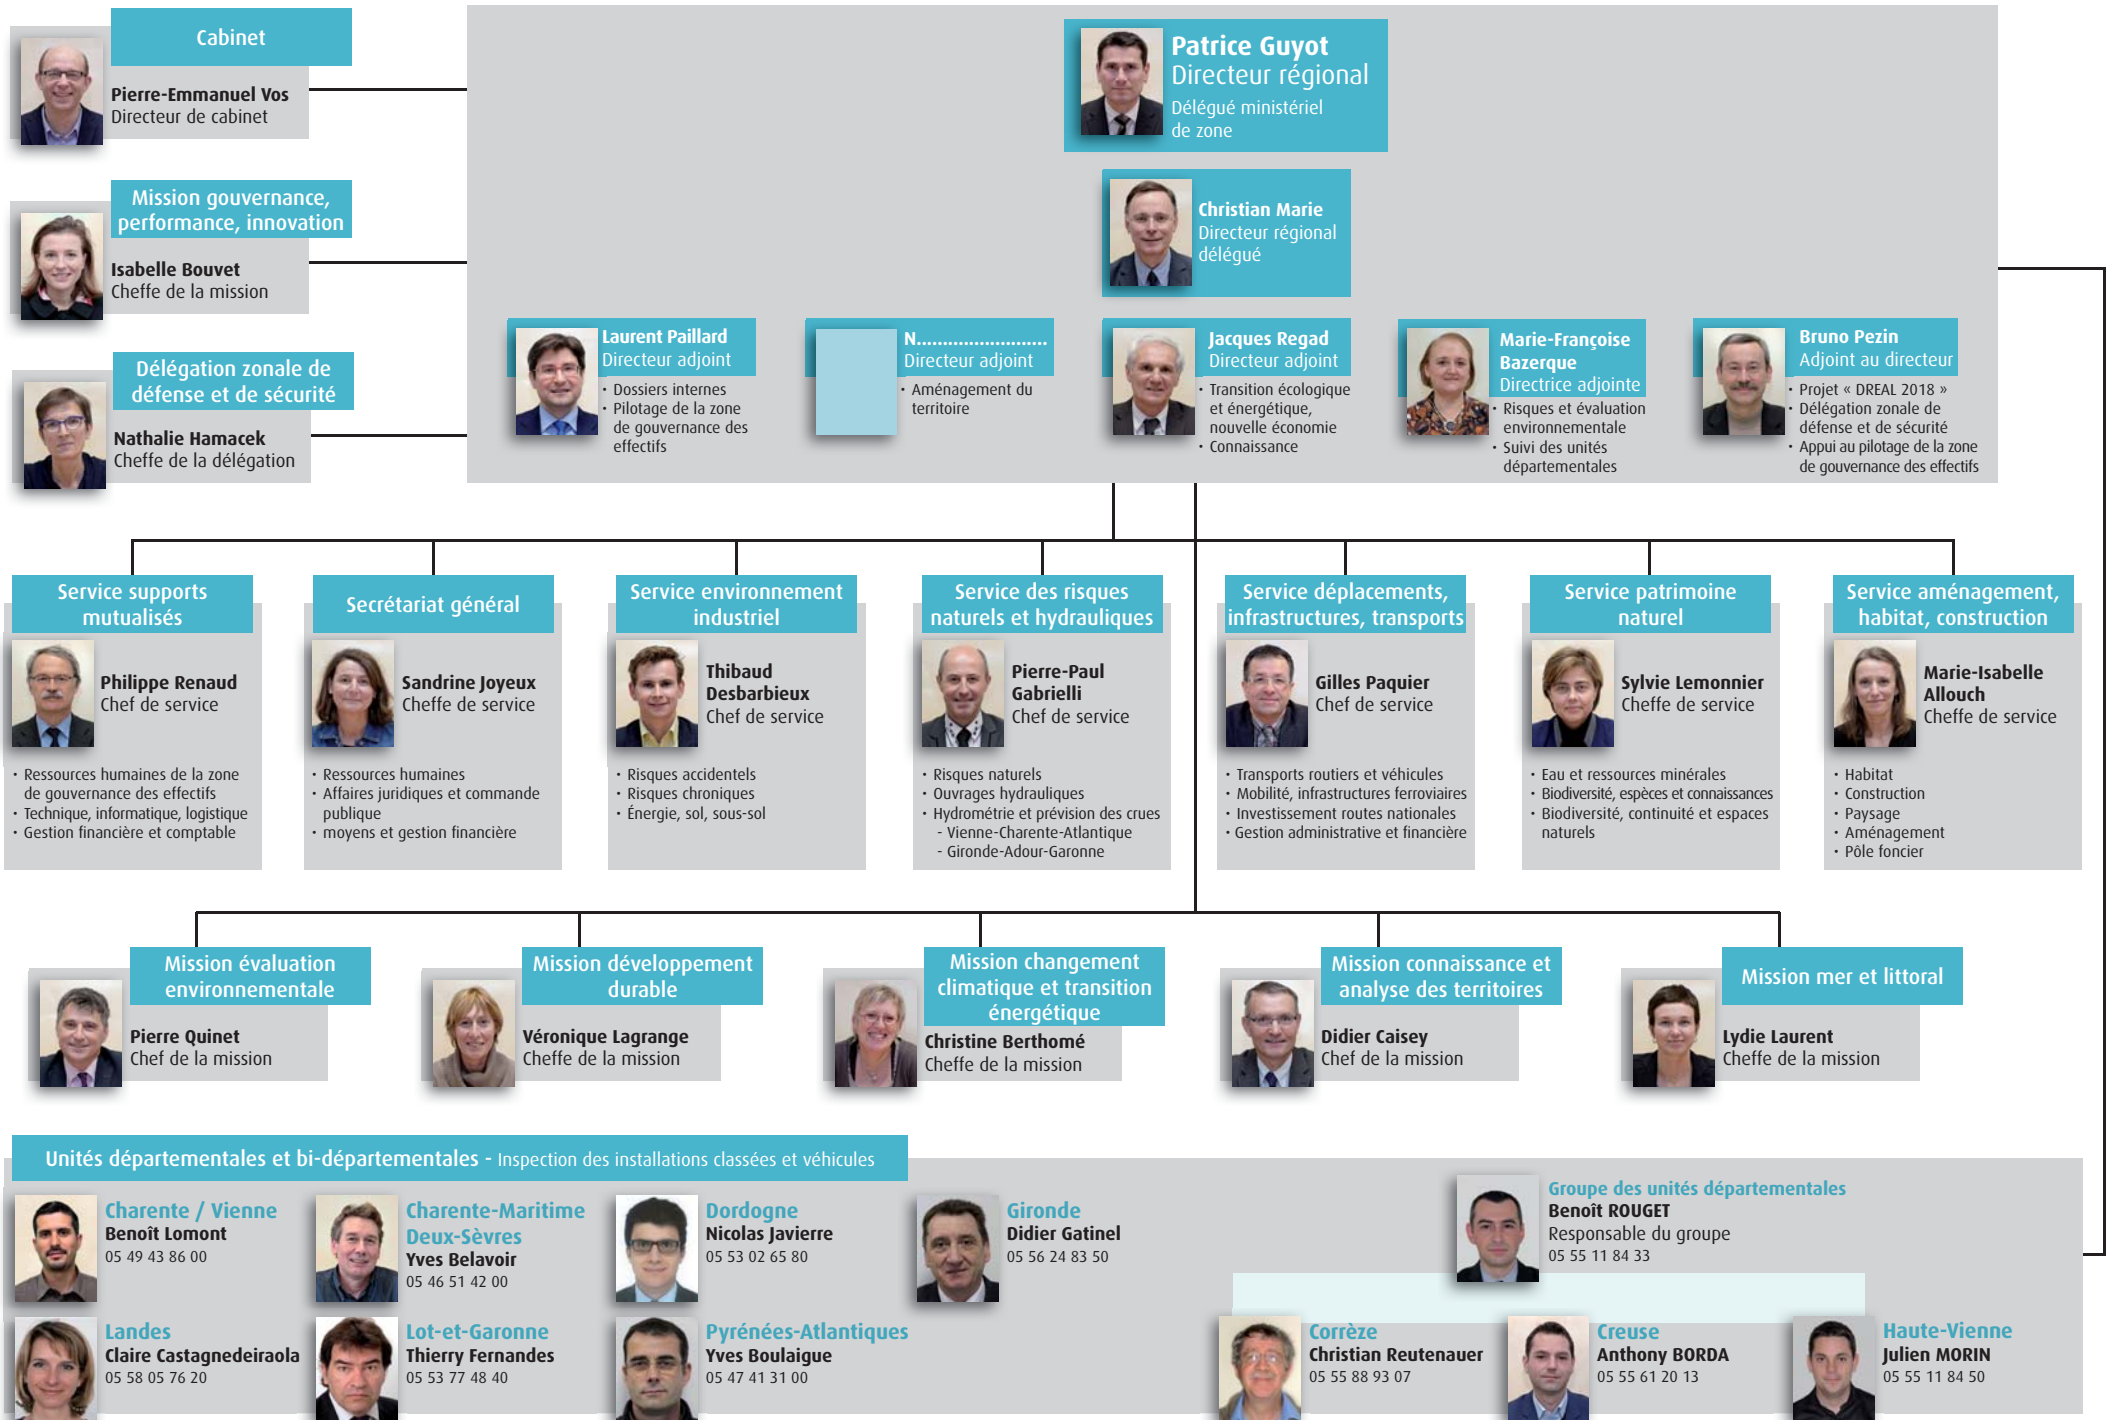 Cabinet
Pierre-Emmanuel Vos
Directeur de cabinet
Mission gouvernance,
performance, innovation
Isabelle Bouvet
Cheffe de la mission
Délégation zonale de
défense et de sécurité
Nathalie Hamacek
Cheffe de la délégation
Patrice Guyot
Directeur régional
Délégué ministériel
de zone
Christian Marie
Directeur régional
délégué
Laurent Paillard
Directeur adjoint
• Dossiers internes
• Pilotage de la zone
de gouvernance des
effectifs
N.........................
Directeur adjoint
• Aménagement du
territoire
Jacques Regad
Directeur adjoint
• Transition écologique
et énergétique,
nouvelle économie
• Connaissance
Marie-Françoise
Bazerque
Directrice adjointe
• Risques et évaluation
environnementale
• Suivi des unités
départementales
Bruno Pezin
Adjoint au directeur
• Projet « DREAL 2018 »
• Délégation zonale de
défense et de sécurité
• Appui au pilotage de la zone
de gouvernance des effectifs
Service supports
mutualisés
Philippe Renaud
Chef de service
• Ressources humaines de la zone
de gouvernance des effectifs
• Technique, informatique, logistique
• Gestion financière et comptable
Secrétariat général
Sandrine Joyeux
Cheffe de service
• Ressources humaines
• Affaires juridiques et commande
publique
• moyens et gestion financière
Service environnement
industriel
Thibaud
Desbarbieux
Chef de service
• Risques accidentels
• Risques chroniques
• Énergie, sol, sous-sol
Service des risques
naturels et hydrauliques
Pierre-Paul
Gabrielli
Chef de service
• Risques naturels
• Ouvrages hydrauliques
• Hydrométrie et prévision des crues
- Vienne-Charente-Atlantique
- Gironde-Adour-Garonne
Service déplacements,
infrastructures, transports
Gilles Paquier
Chef de service
• Transports routiers et véhicules
• Mobilité, infrastructures ferroviaires
• Investissement routes nationales
• Gestion administrative et financière
Service patrimoine
naturel
Sylvie Lemonnier
Cheffe de service
• Eau et ressources minérales
• Biodiversité, espèces et connaissances
• Biodiversité, continuité et espaces
naturels
Service aménagement,
habitat, construction
Marie-Isabelle
Allouch
Cheffe de service
• Habitat
• Construction
• Paysage
• Aménagement
• Pôle foncier
Mission évaluation
environnementale
Pierre Quinet
Chef de la mission
Mission développement
durable
Véronique Lagrange
Cheffe de la mission
Mission changement
climatique et transition
énergétique
Christine Berthomé
Cheffe de la mission
Mission connaissance et
analyse des territoires
Didier Caisey
Chef de la mission
Mission mer et littoral
Lydie Laurent
Cheffe de la mission
Unités départementales et bi-départementales - Inspection des installations classées et véhicules
Charente / Vienne
Benoît Lomont
05 49 43 86 00
Charente-Maritime
Deux-Sèvres
Yves Belavoir
05 46 51 42 00
Dordogne
Nicolas Javierre
05 53 02 65 80
Gironde
Didier Gatinel
05 56 24 83 50
Groupe des unités départementales
Benoît ROUGET
Responsable du groupe
05 55 11 84 33
Landes
Claire Castagnedeiraola
05 58 05 76 20
Lot-et-Garonne
Thierry Fernandes
05 53 77 48 40
Pyrénées-Atlantiques
Yves Boulaigue
05 47 41 31 00
Corrèze
Christian Reutenauer
05 55 88 93 07
Creuse
Anthony BORDA
05 55 61 20 13
Haute-Vienne
Julien MORIN
05 55 11 84 50